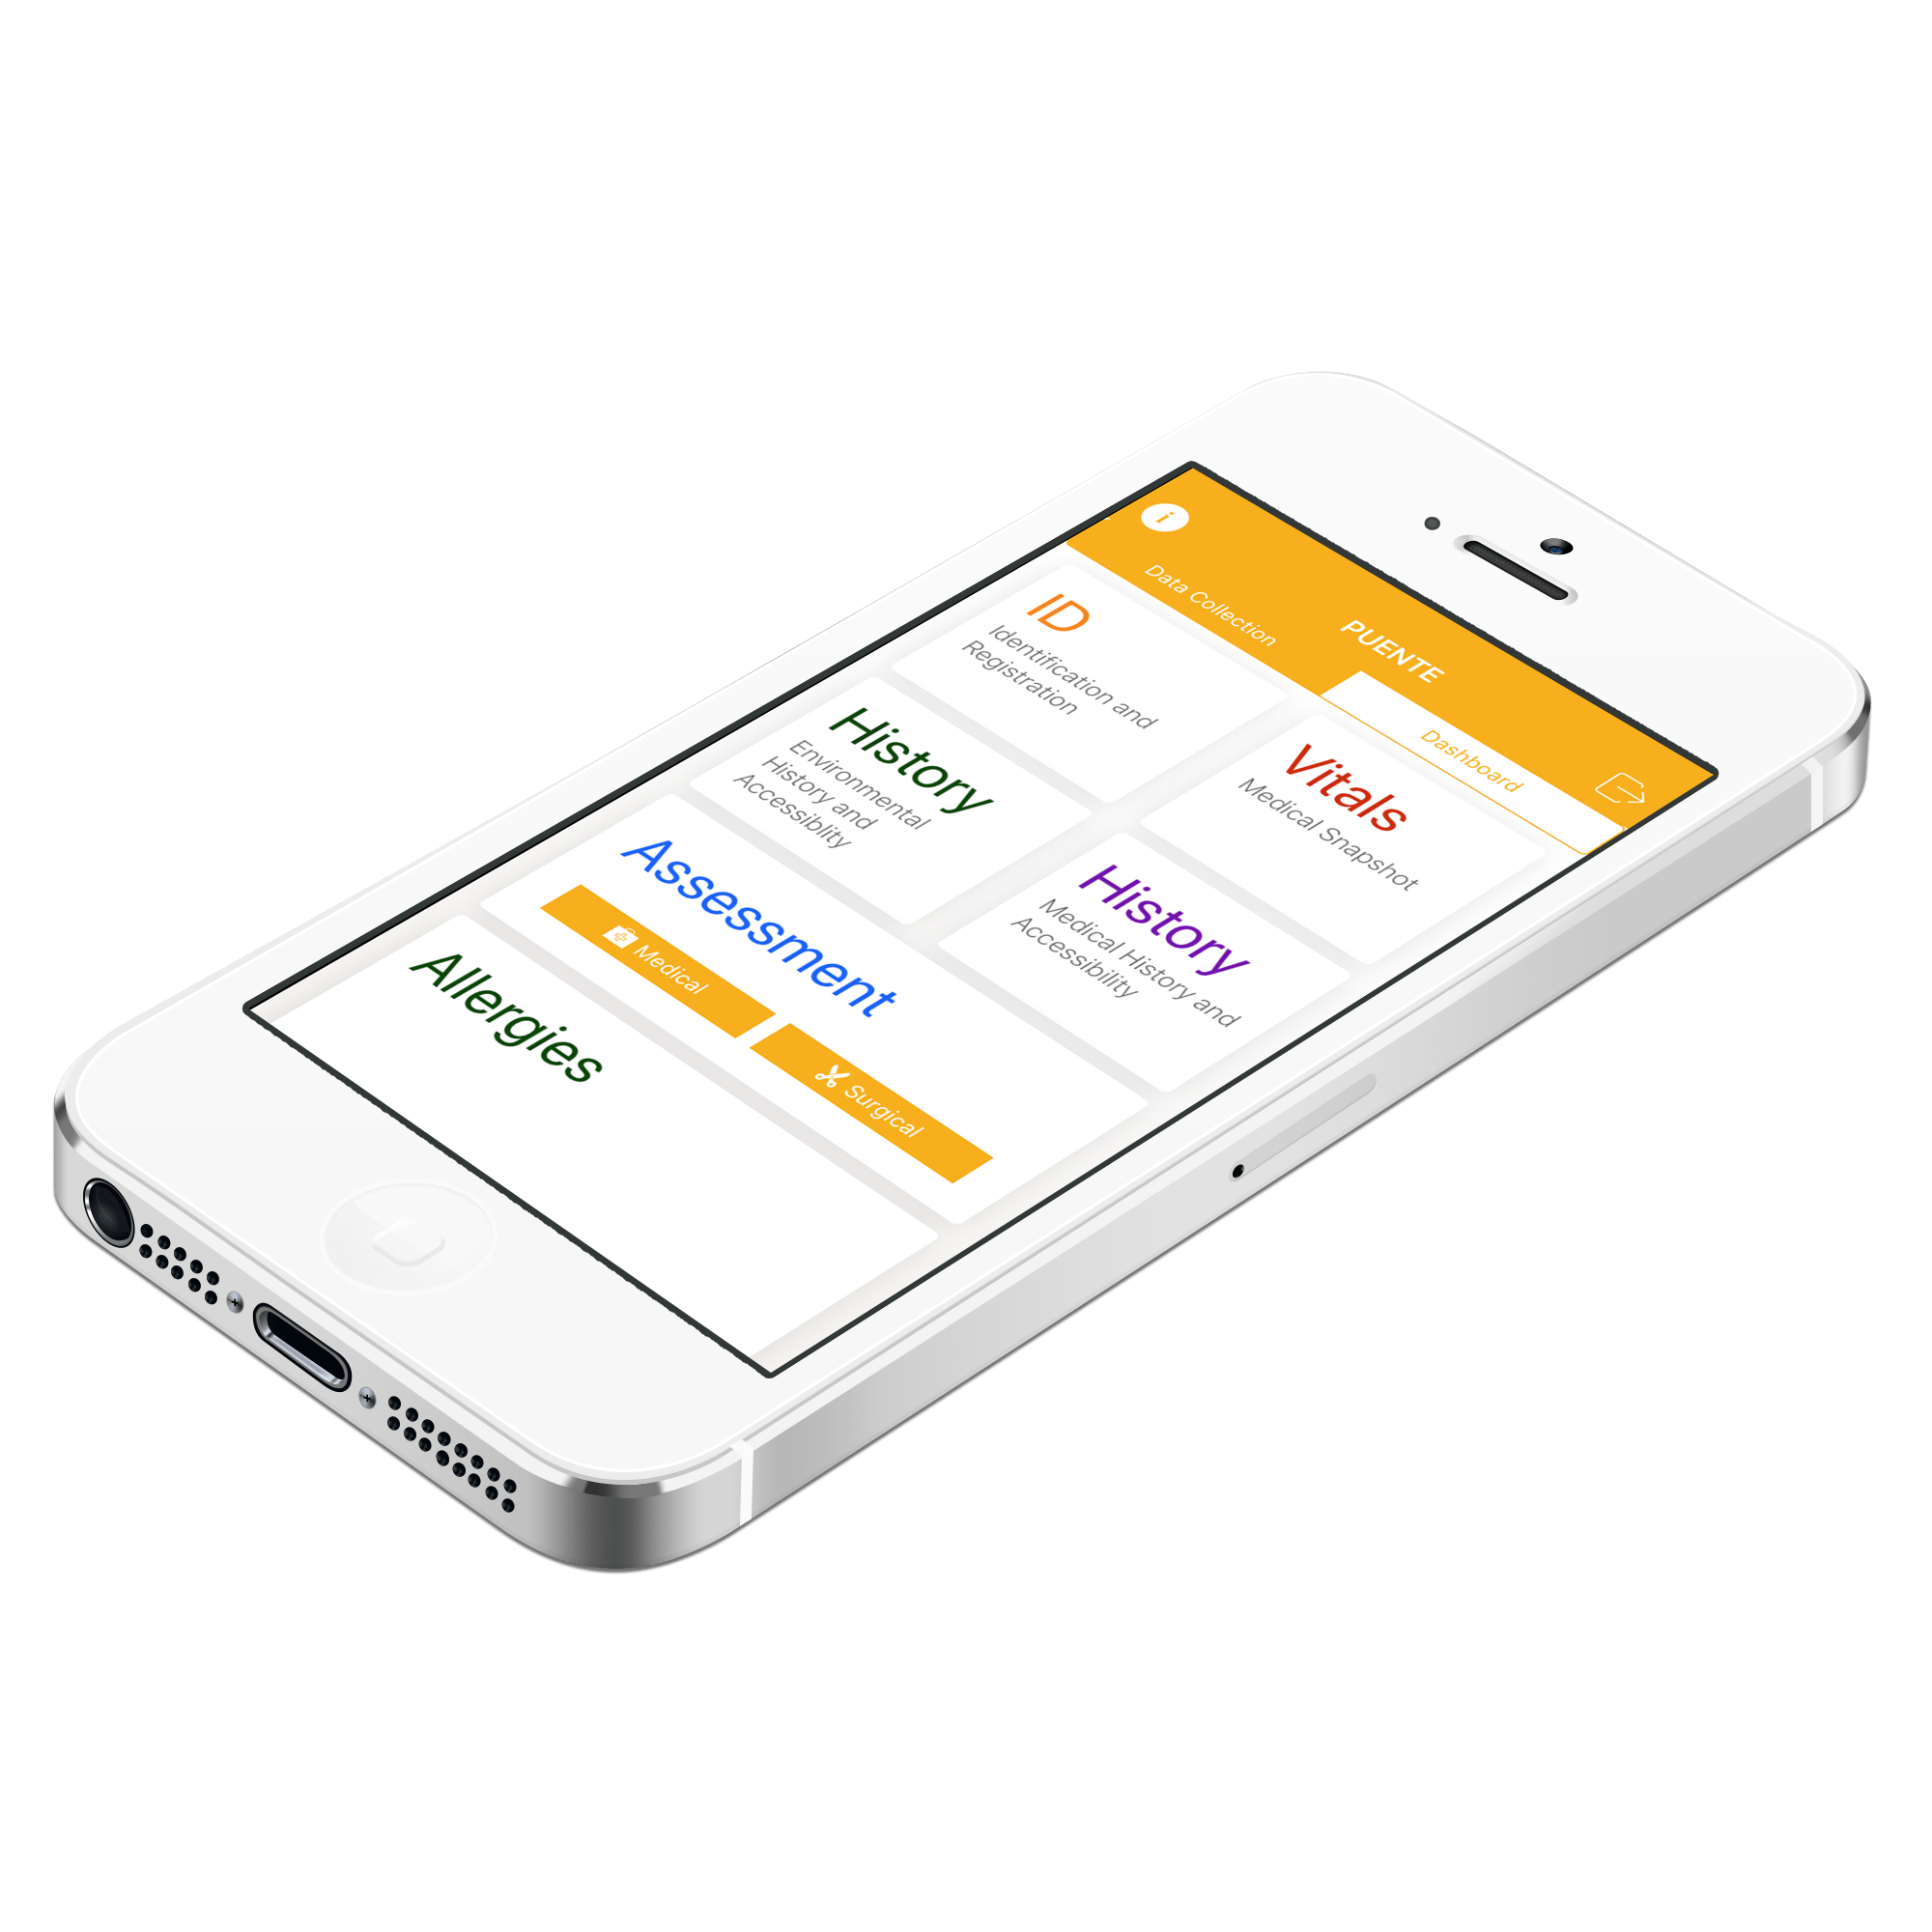 i
PUENTE
Data Collection
Dashboard
ID
Identification and
Registration
Vitals
Medical Snapshot
History
Environmental
History and
Accessiblity
History
Medical History and
Accessibility
Assessment
Medical
Surgical
Allergies